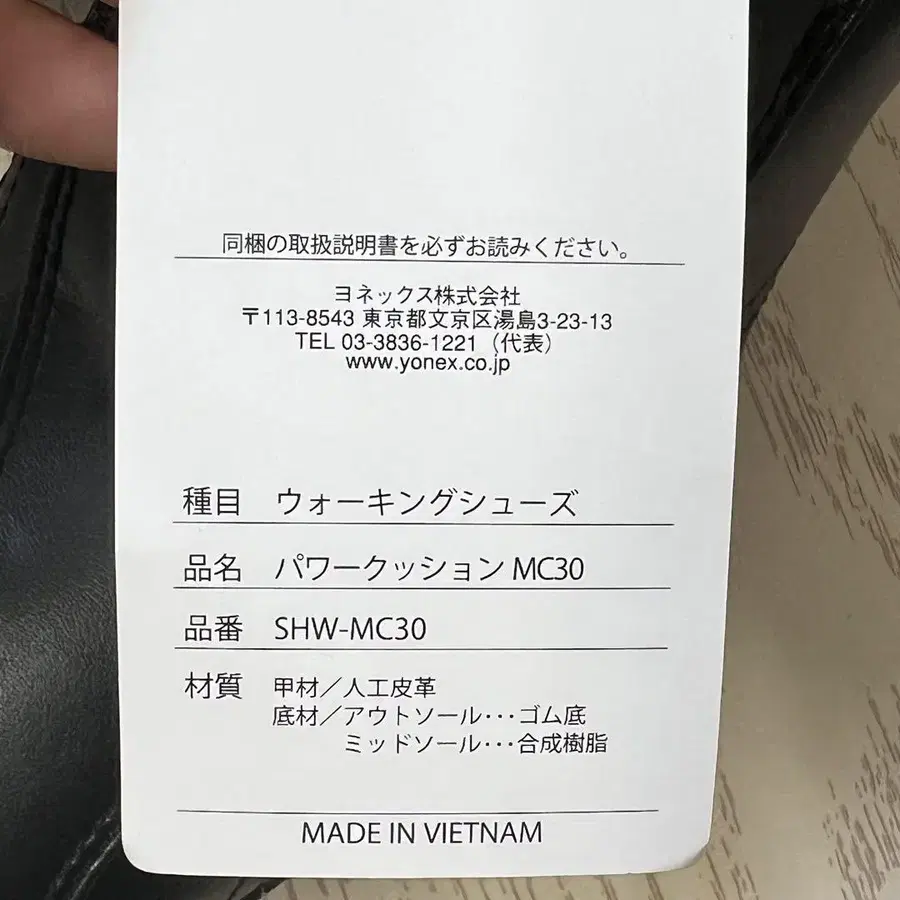 同梱の取扱説明書を必ずお読みください。
ヨネックス株式会社
〒113-8543 東京都文京区湯島3-23-13
TEL 03-3836-1221（代表）
www.yonex.co.jp
種目 ウォーキングシューズ
品名 パワークッション MC30
品番 SHW-MC30
材質 甲材／人工皮革
底材／アウトソール･･･ゴム底
ミッドソール･･･合成樹脂
MADE IN VIETNAM